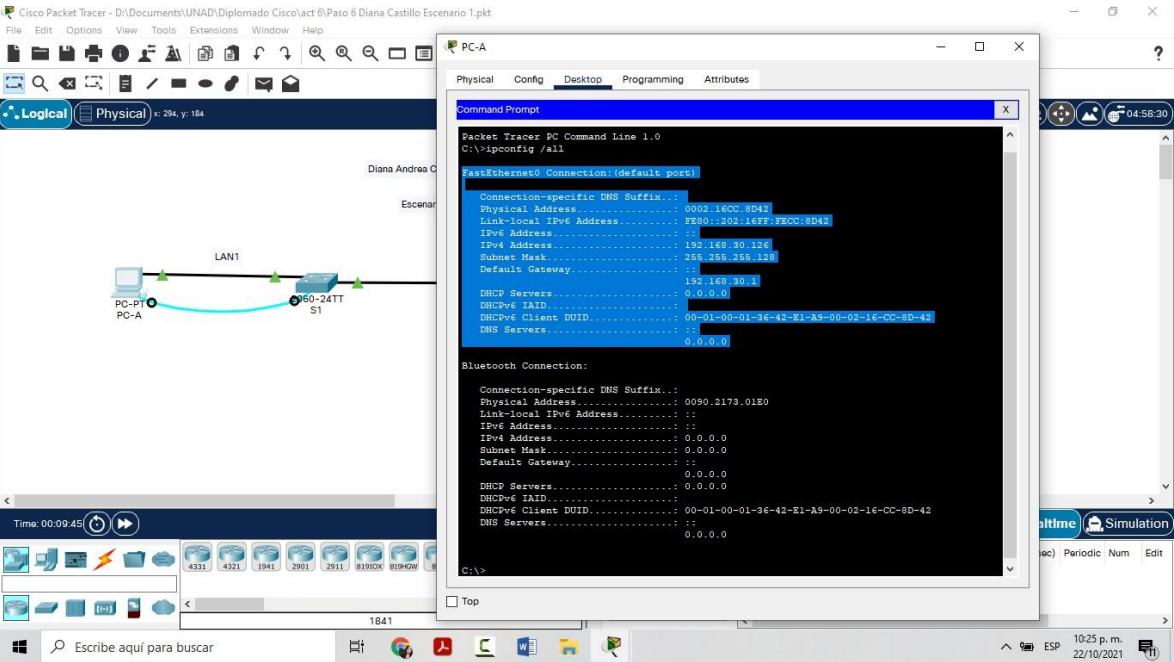 Cisco Packet Tracer - D:\Documents\UNAD\Diplomado Cisco\act 6\Paso 6 Diana Castillo Escenario 1.pkt
File Edit Options View Tools Extensions Window Help
PC-A
Physical Config Desktop Programming Attributes
Logical Physical x: 294, y: 184
04:58:30
Command Prompt X
Packet Tracer PC Command Line 1.0
C:\>ipconfig /all
FastEthernet0 Connection:(default port)
Connection-specific DNS Suffix..:
Physical Address................: 0002.16CC.8D42
Link-local IPv6 Address.........: FE80::202:16FF:FECC:8D42
IPv6 Address....................: ::
IPv4 Address....................: 192.168.30.126
Subnet Mask.....................: 255.255.255.128
Default Gateway.................: ::
192.168.30.1
DHCP Servers....................: 0.0.0.0
DHCPv6 IAID.....................:
DHCPv6 Client DUID..............: 00-01-00-01-36-42-E1-A9-00-02-16-CC-8D-42
DNS Servers.....................: ::
0.0.0.0
Bluetooth Connection:
Connection-specific DNS Suffix..:
Physical Address................: 0090.2173.01E0
Link-local IPv6 Address.........: ::
IPv6 Address....................: ::
IPv4 Address....................: 0.0.0.0
Subnet Mask.....................: 0.0.0.0
Default Gateway.................: ::
0.0.0.0
DHCP Servers....................: 0.0.0.0
DHCPv6 IAID.....................:
DHCPv6 Client DUID..............: 00-01-00-01-36-42-E1-A9-00-02-16-CC-8D-42
DNS Servers.....................: ::
0.0.0.0
C:\>
Top
Diana Andrea C
Escenar
LAN1
PC-PT
PC-A
2960-24TT
S1
Time: 00:09:45
altime Simulation
sec) Periodic Num Edit
4331 4321 1941 2901 2911 819IOX 819HGW
1841
Escribe aquí para buscar
ESP
10:25 p. m.
22/10/2021
11